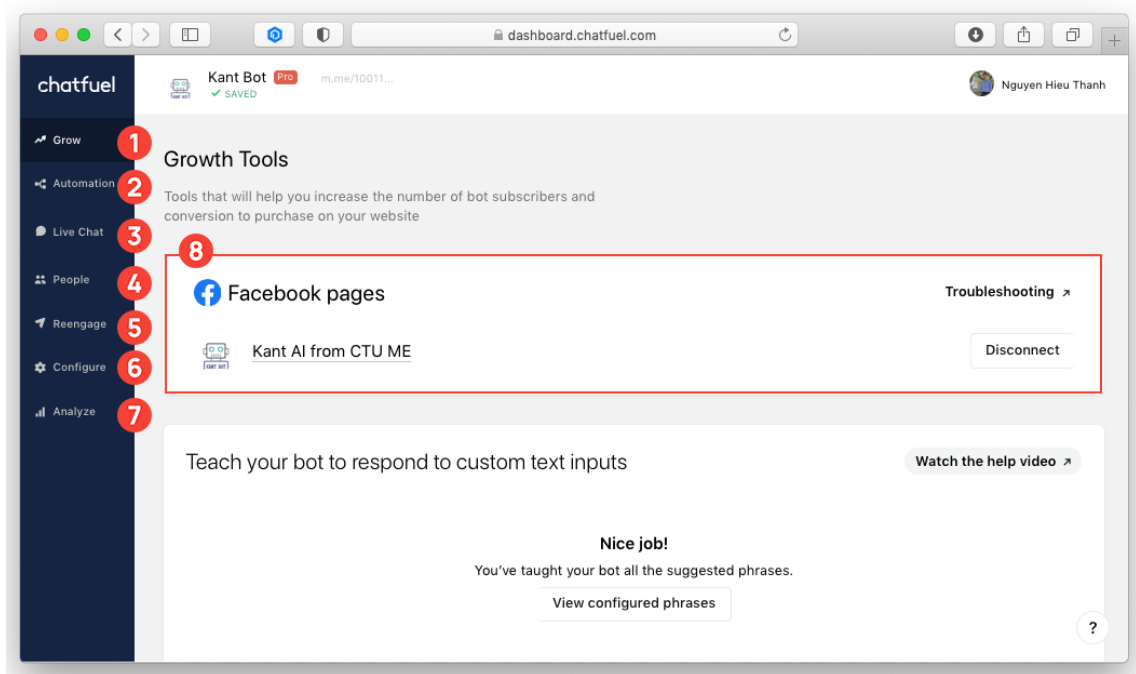 dashboard.chatfuel.com
chatfuel
Kant Bot Pro m.me/10011...
SAVED
Nguyen Hieu Thanh
Grow 1
Automation 2
Live Chat 3
People 4
Reengage 5
Configure 6
Analyze 7
Growth Tools
Tools that will help you increase the number of bot subscribers and
conversion to purchase on your website
8
Facebook pages
Troubleshooting ↗
KANT BOT
Kant AI from CTU ME
Disconnect
Teach your bot to respond to custom text inputs
Watch the help video ↗
Nice job!
You've taught your bot all the suggested phrases.
View configured phrases
?